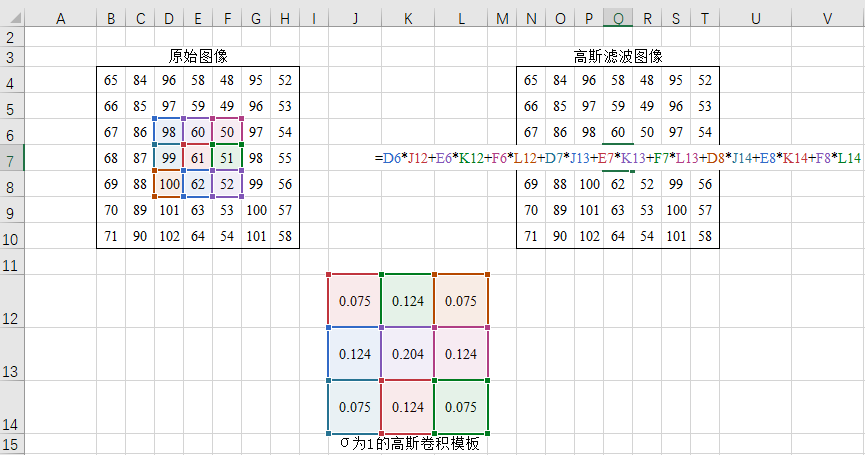 A B C D E F G H I J K L M N O P Q R S T U V
2
3 原始图像 高斯滤波图像
4 65 84 96 58 48 95 52 65 84 96 58 48 95 52
5 66 85 97 59 49 96 53 66 85 97 59 49 96 53
6 67 86 98 60 50 97 54 67 86 98 60 50 97 54
7 68 87 99 61 51 98 55 =D6*J12+E6*K12+F6*L12+D7*J13+E7*K13+F7*L13+D8*J14+E8*K14+F8*L14
8 69 88 100 62 52 99 56 69 88 100 62 52 99 56
9 70 89 101 63 53 100 57 70 89 101 63 53 100 57
10 71 90 102 64 54 101 58 71 90 102 64 54 101 58
11
12 0.075 0.124 0.075
13 0.124 0.204 0.124
14 0.075 0.124 0.075
15 σ为1的高斯卷积模板